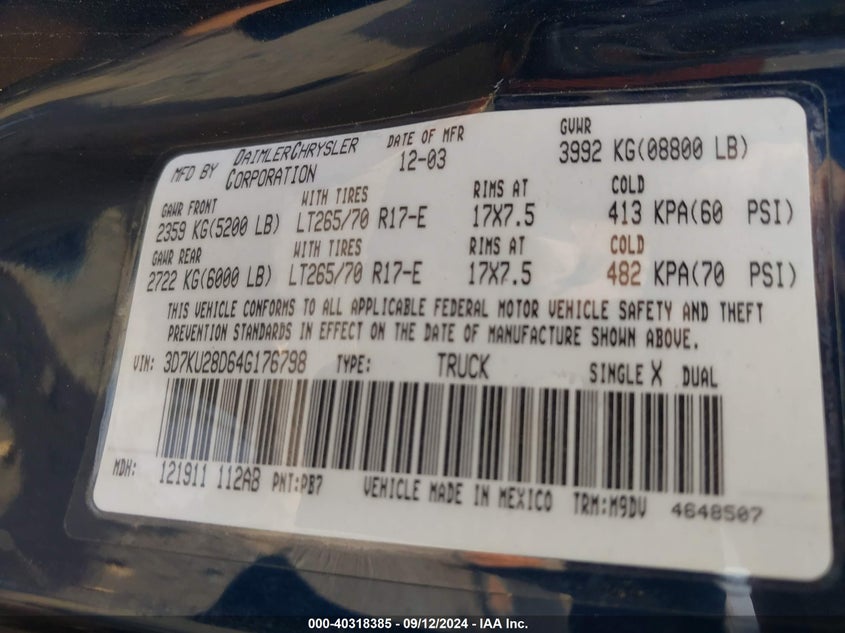 MFD BY DAIMLERCHRYSLER CORPORATION DATE OF MFR 12-03 GVWR 3992 KG(08800 LB)
GAWR FRONT WITH TIRES RIMS AT COLD
2359 KG(5200 LB) LT265/70 R17-E 17X7.5 413 KPA(60 PSI)
GAWR REAR WITH TIRES RIMS AT COLD
2722 KG(6000 LB) LT265/70 R17-E 17X7.5 482 KPA(70 PSI)
THIS VEHICLE CONFORMS TO ALL APPLICABLE FEDERAL MOTOR VEHICLE SAFETY AND THEFT
PREVENTION STANDARDS IN EFFECT ON THE DATE OF MANUFACTURE SHOWN ABOVE.
VIN: 3D7KU28D64G176798 TYPE: TRUCK SINGLE X DUAL
MDH: 121911 112AB PNT:PB7 VEHICLE MADE IN MEXICO TRM:M9DV 4648507
000-40318385 - 09/12/2024 - IAA Inc.